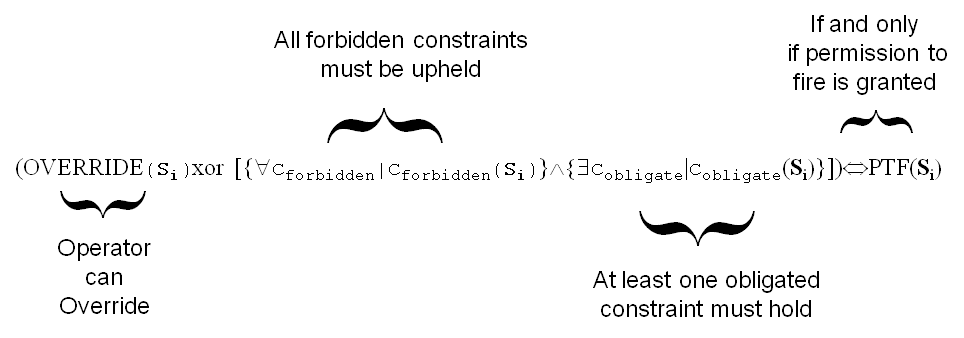 All forbidden constraints
must be upheld
If and only
if permission to
fire is granted
(OVERRIDE(Si)xor [{∀Cforbidden|Cforbidden(Si)}∧{∃Cobligate|Cobligate(Si)}])⇔PTF(Si)
Operator
can
Override
At least one obligated
constraint must hold